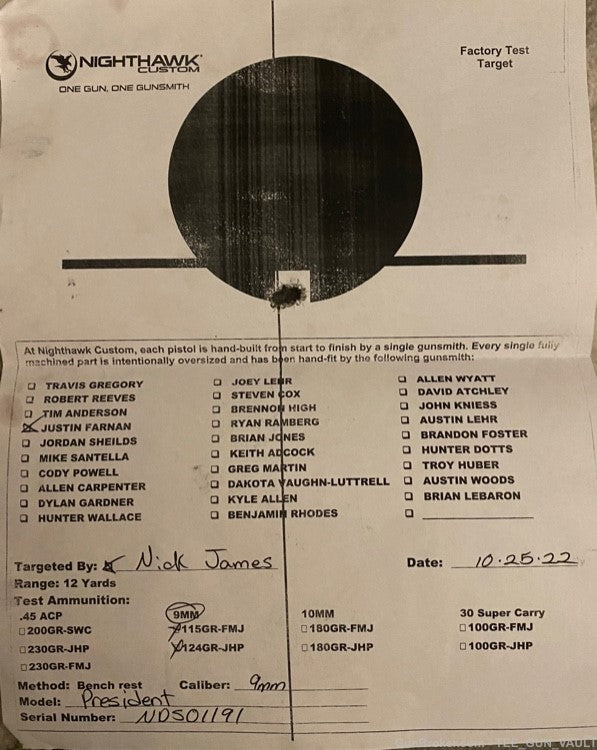 NIGHTHAWK
CUSTOM
ONE GUN, ONE GUNSMITH
Factory Test
Target
At Nighthawk Custom, each pistol is hand-built from start to finish by a single gunsmith. Every single fully
machined part is intentionally oversized and has been hand-fit by the following gunsmith:
TRAVIS GREGORY
ROBERT REEVES
TIM ANDERSON
JUSTIN FARNAN
JORDAN SHEILDS
MIKE SANTELLA
CODY POWELL
ALLEN CARPENTER
DYLAN GARDNER
HUNTER WALLACE
JOEY LEHR
STEVEN COX
BRENNON HIGH
RYAN RAMBERG
BRIAN JONES
KEITH ADCOCK
GREG MARTIN
DAKOTA VAUGHN-LUTTRELL
KYLE ALLEN
BENJAMIN RHODES
ALLEN WYATT
DAVID ATCHLEY
JOHN KNIESS
AUSTIN LEHR
BRANDON FOSTER
HUNTER DOTTS
TROY HUBER
AUSTIN WOODS
BRIAN LEBARON
Targeted By: Nick James
Date: 10-25-22
Range: 12 Yards
Test Ammunition:
.45 ACP
200GR-SWC
230GR-JHP
230GR-FMJ
9MM
115GR-FMJ
124GR-JHP
10MM
180GR-FMJ
180GR-JHP
30 Super Carry
100GR-FMJ
100GR-JHP
Method: Bench rest Caliber: 9mm
Model: President
Serial Number: NDS01191